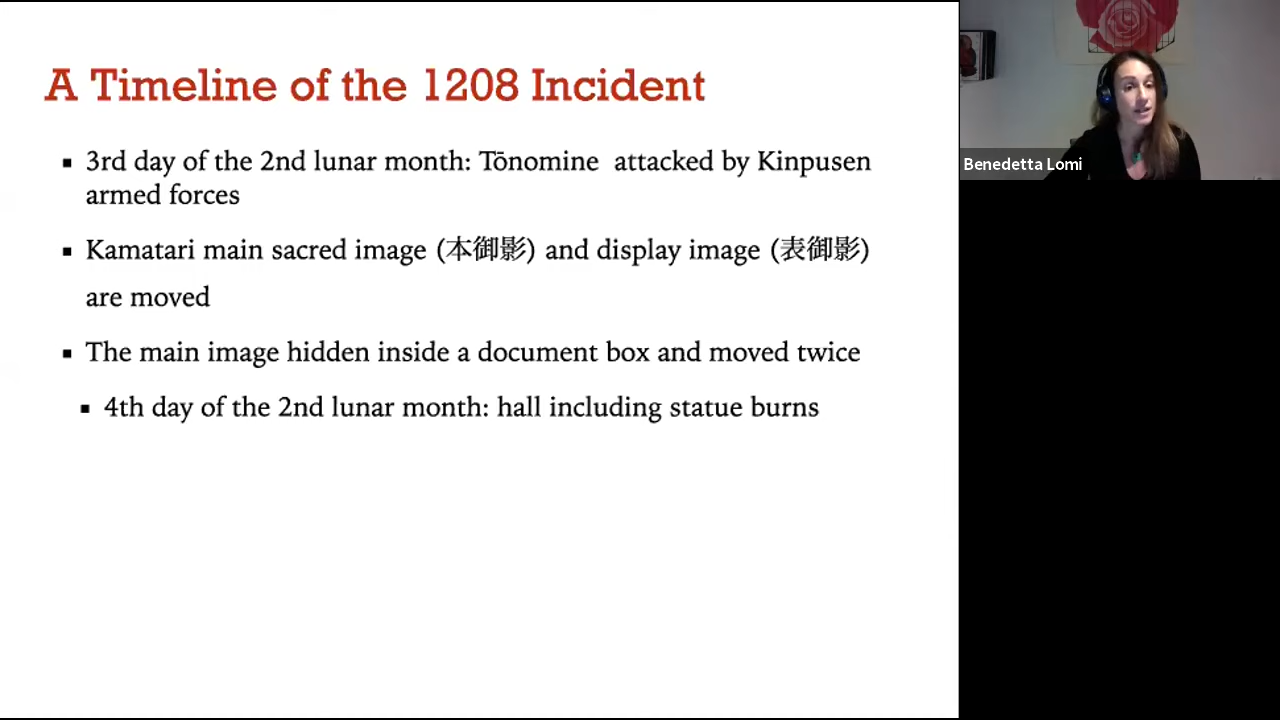 A Timeline of the 1208 Incident
▪ 3rd day of the 2nd lunar month: Tōnomine attacked by Kinpusen
armed forces
▪ Kamatari main sacred image (本御影) and display image (表御影)
are moved
▪ The main image hidden inside a document box and moved twice
▪ 4th day of the 2nd lunar month: hall including statue burns
Benedetta Lomi